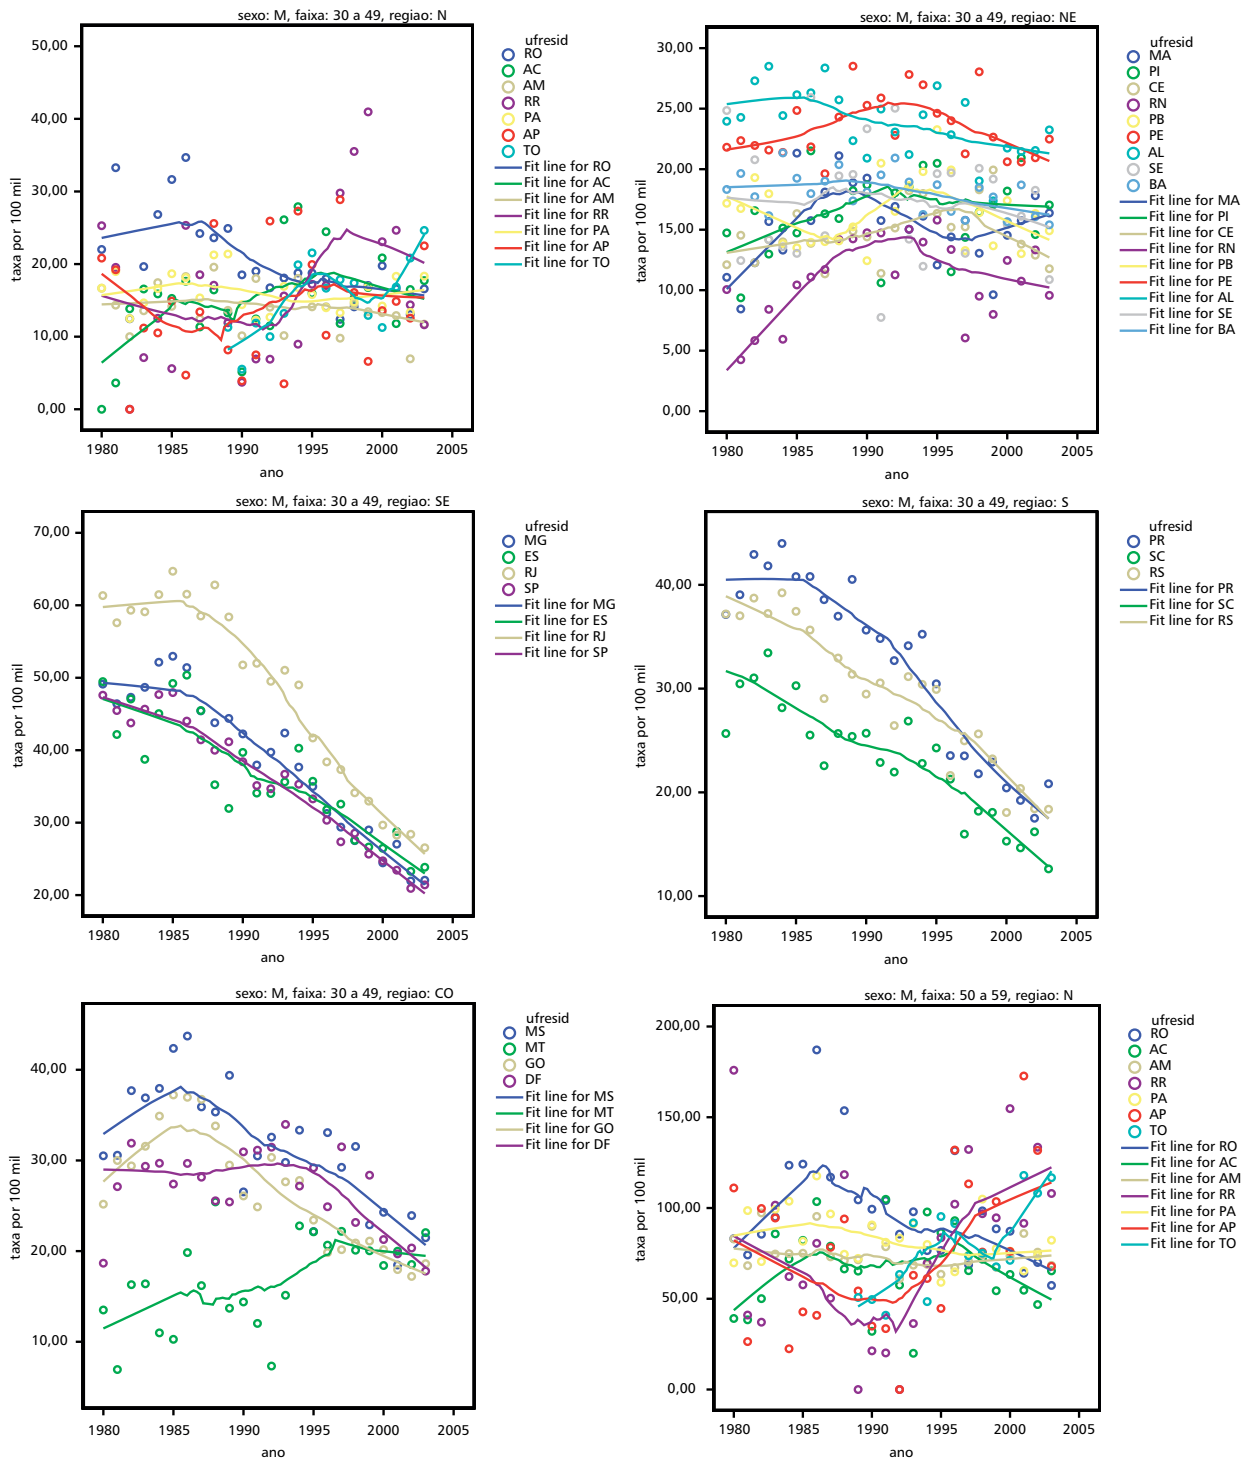 sexo: M, faixa: 30 a 49, regiao: N
50,00
40,00
30,00
20,00
10,00
0,00
taxa por 100 mil
1980 1985 1990 1995 2000 2005
ano
ufresid
RO
AC
AM
RR
PA
AP
TO
Fit line for RO
Fit line for AC
Fit line for AM
Fit line for RR
Fit line for PA
Fit line for AP
Fit line for TO
sexo: M, faixa: 30 a 49, regiao: NE
30,00
25,00
20,00
15,00
10,00
5,00
0,00
taxa por 100 mil
1980 1985 1990 1995 2000 2005
ano
ufresid
MA
PI
CE
RN
PB
PE
AL
SE
BA
Fit line for MA
Fit line for PI
Fit line for CE
Fit line for RN
Fit line for PB
Fit line for PE
Fit line for AL
Fit line for SE
Fit line for BA
sexo: M, faixa: 30 a 49, regiao: SE
70,00
60,00
50,00
40,00
30,00
20,00
taxa por 100 mil
1980 1985 1990 1995 2000 2005
ano
ufresid
MG
ES
RJ
SP
Fit line for MG
Fit line for ES
Fit line for RJ
Fit line for SP
sexo: M, faixa: 30 a 49, regiao: S
40,00
30,00
20,00
10,00
taxa por 100 mil
1980 1985 1990 1995 2000 2005
ano
ufresid
PR
SC
RS
Fit line for PR
Fit line for SC
Fit line for RS
sexo: M, faixa: 30 a 49, regiao: CO
40,00
30,00
20,00
10,00
taxa por 100 mil
1980 1985 1990 1995 2000 2005
ano
ufresid
MS
MT
GO
DF
Fit line for MS
Fit line for MT
Fit line for GO
Fit line for DF
sexo: M, faixa: 50 a 59, regiao: N
200,00
150,00
100,00
50,00
0,00
taxa por 100 mil
1980 1985 1990 1995 2000 2005
ano
ufresid
RO
AC
AM
RR
PA
AP
TO
Fit line for RO
Fit line for AC
Fit line for AM
Fit line for RR
Fit line for PA
Fit line for AP
Fit line for TO